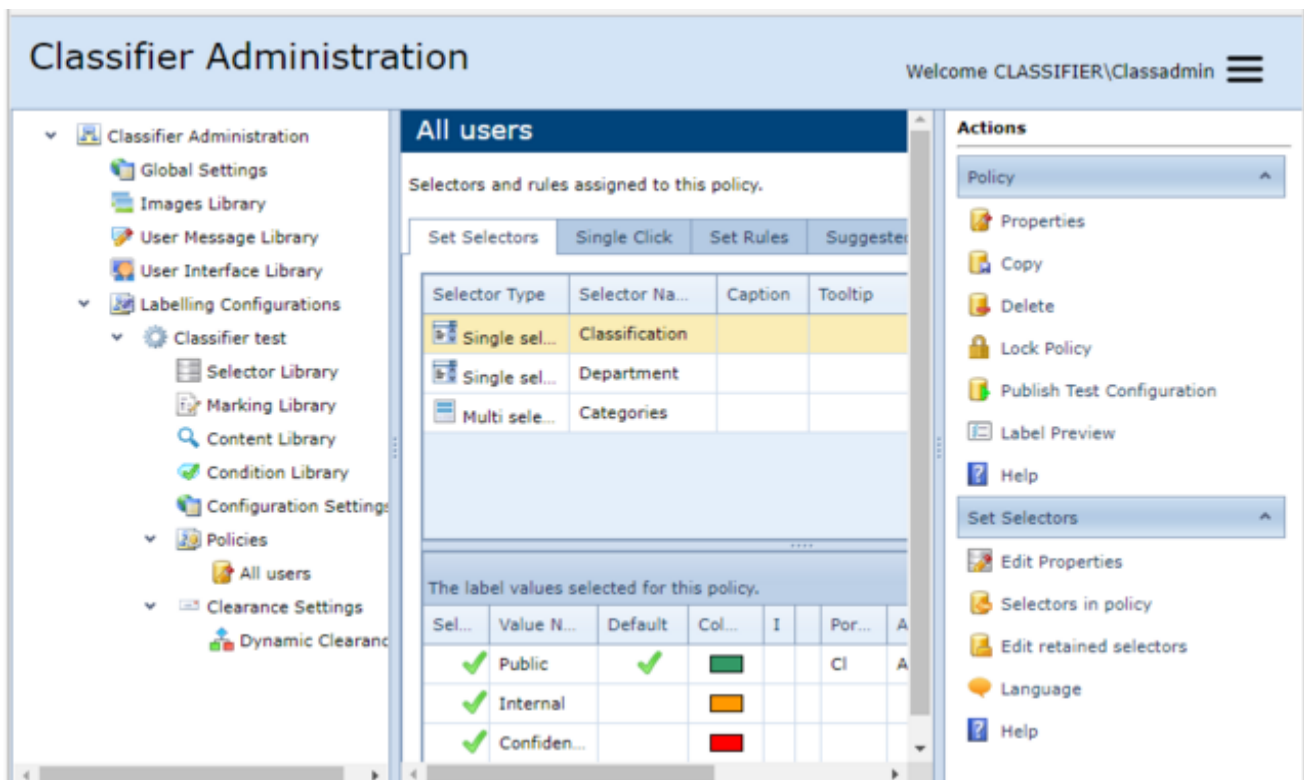 Classifier Administration
Welcome CLASSIFIER\Classadmin
Classifier Administration
Global Settings
Images Library
User Message Library
User Interface Library
Labelling Configurations
Classifier test
Selector Library
Marking Library
Content Library
Condition Library
Configuration Settings
Policies
All users
Clearance Settings
Dynamic Clearanc
All users
Selectors and rules assigned to this policy.
Set Selectors Single Click Set Rules Suggested
Selector Type Selector Na... Caption Tooltip
Single sel... Classification
Single sel... Department
Multi sele... Categories
The label values selected for this policy.
Sel... Value N... Default Col... I Por... A
Public Cl A
Internal
Confiden...
Actions
Policy
Properties
Copy
Delete
Lock Policy
Publish Test Configuration
Label Preview
Help
Set Selectors
Edit Properties
Selectors in policy
Edit retained selectors
Language
Help